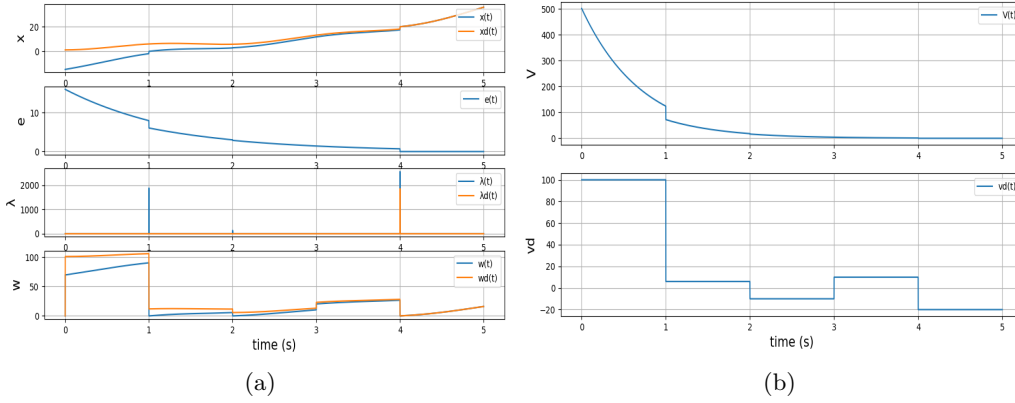 x
20
0
x(t)
xd(t)
0 1 2 3 4 5
e
10
0
e(t)
0 1 2 3 4 5
λ
2000
1000
0
λ(t)
λd(t)
0 1 2 3 4 5
w
100
50
0
w(t)
wd(t)
0 1 2 3 4 5
time (s)
(a)
V
500
400
300
200
100
0
V(t)
0 1 2 3 4 5
vd
100
80
60
40
20
0
−20
vd(t)
0 1 2 3 4 5
time (s)
(b)